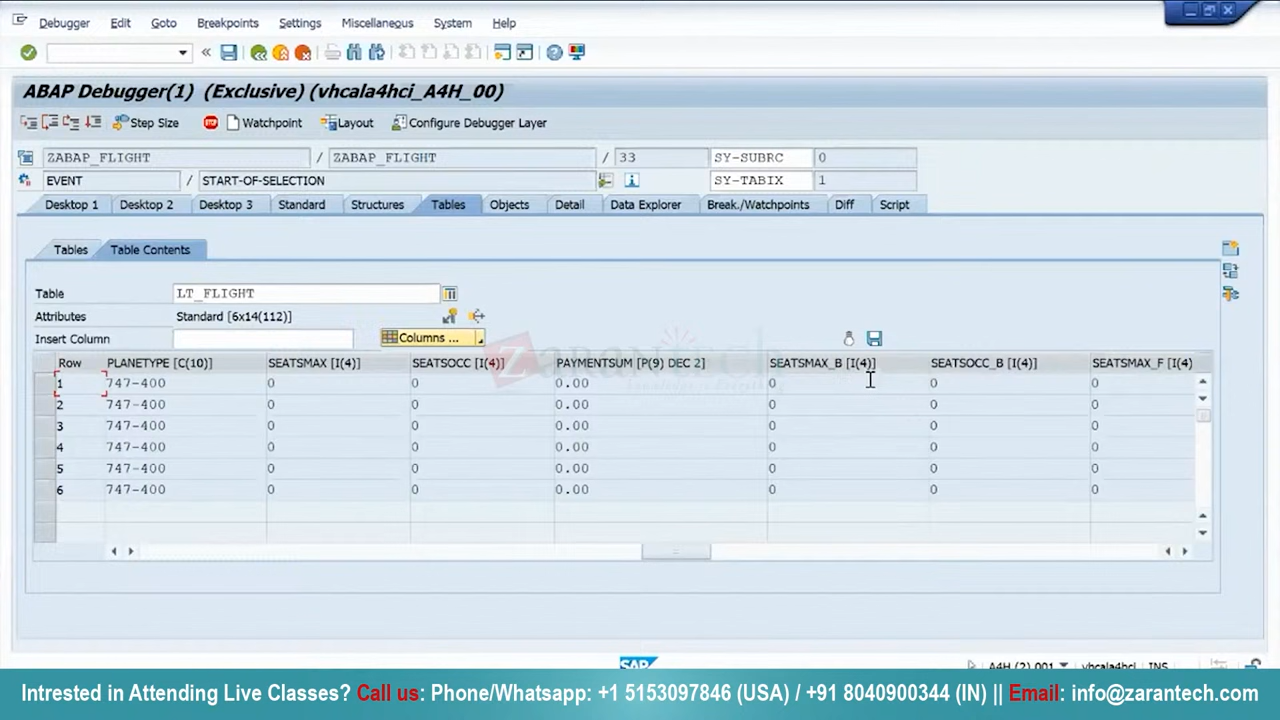 Debugger Edit Goto Breakpoints Settings Miscellaneous System Help
ABAP Debugger(1) (Exclusive) (vhcala4hci_A4H_00)
Step Size STOP Watchpoint Layout Configure Debugger Layer
ZABAP_FLIGHT / ZABAP_FLIGHT / 33 SY-SUBRC 0
EVENT / START-OF-SELECTION SY-TABIX 1
Desktop 1 Desktop 2 Desktop 3 Standard Structures Tables Objects Detail Data Explorer Break./Watchpoints Diff Script
Tables Table Contents
Table LT_FLIGHT
Attributes Standard [6x14(112)]
Insert Column Columns ...
zarantech
Row PLANETYPE [C(10)] SEATSMAX [I(4)] SEATSOCC [I(4)] PAYMENTSUM [P(9) DEC 2] SEATSMAX_B [I(4)] SEATSOCC_B [I(4)] SEATSMAX_F [I(4)
1 747-400 0 0 0.00 0 0 0
2 747-400 0 0 0.00 0 0 0
3 747-400 0 0 0.00 0 0 0
4 747-400 0 0 0.00 0 0 0
5 747-400 0 0 0.00 0 0 0
6 747-400 0 0 0.00 0 0 0
SAP A4H (2) 001 vhcala4hci INS
Intrested in Attending Live Classes? Call us: Phone/Whatsapp: +1 5153097846 (USA) / +91 8040900344 (IN) || Email: info@zarantech.com